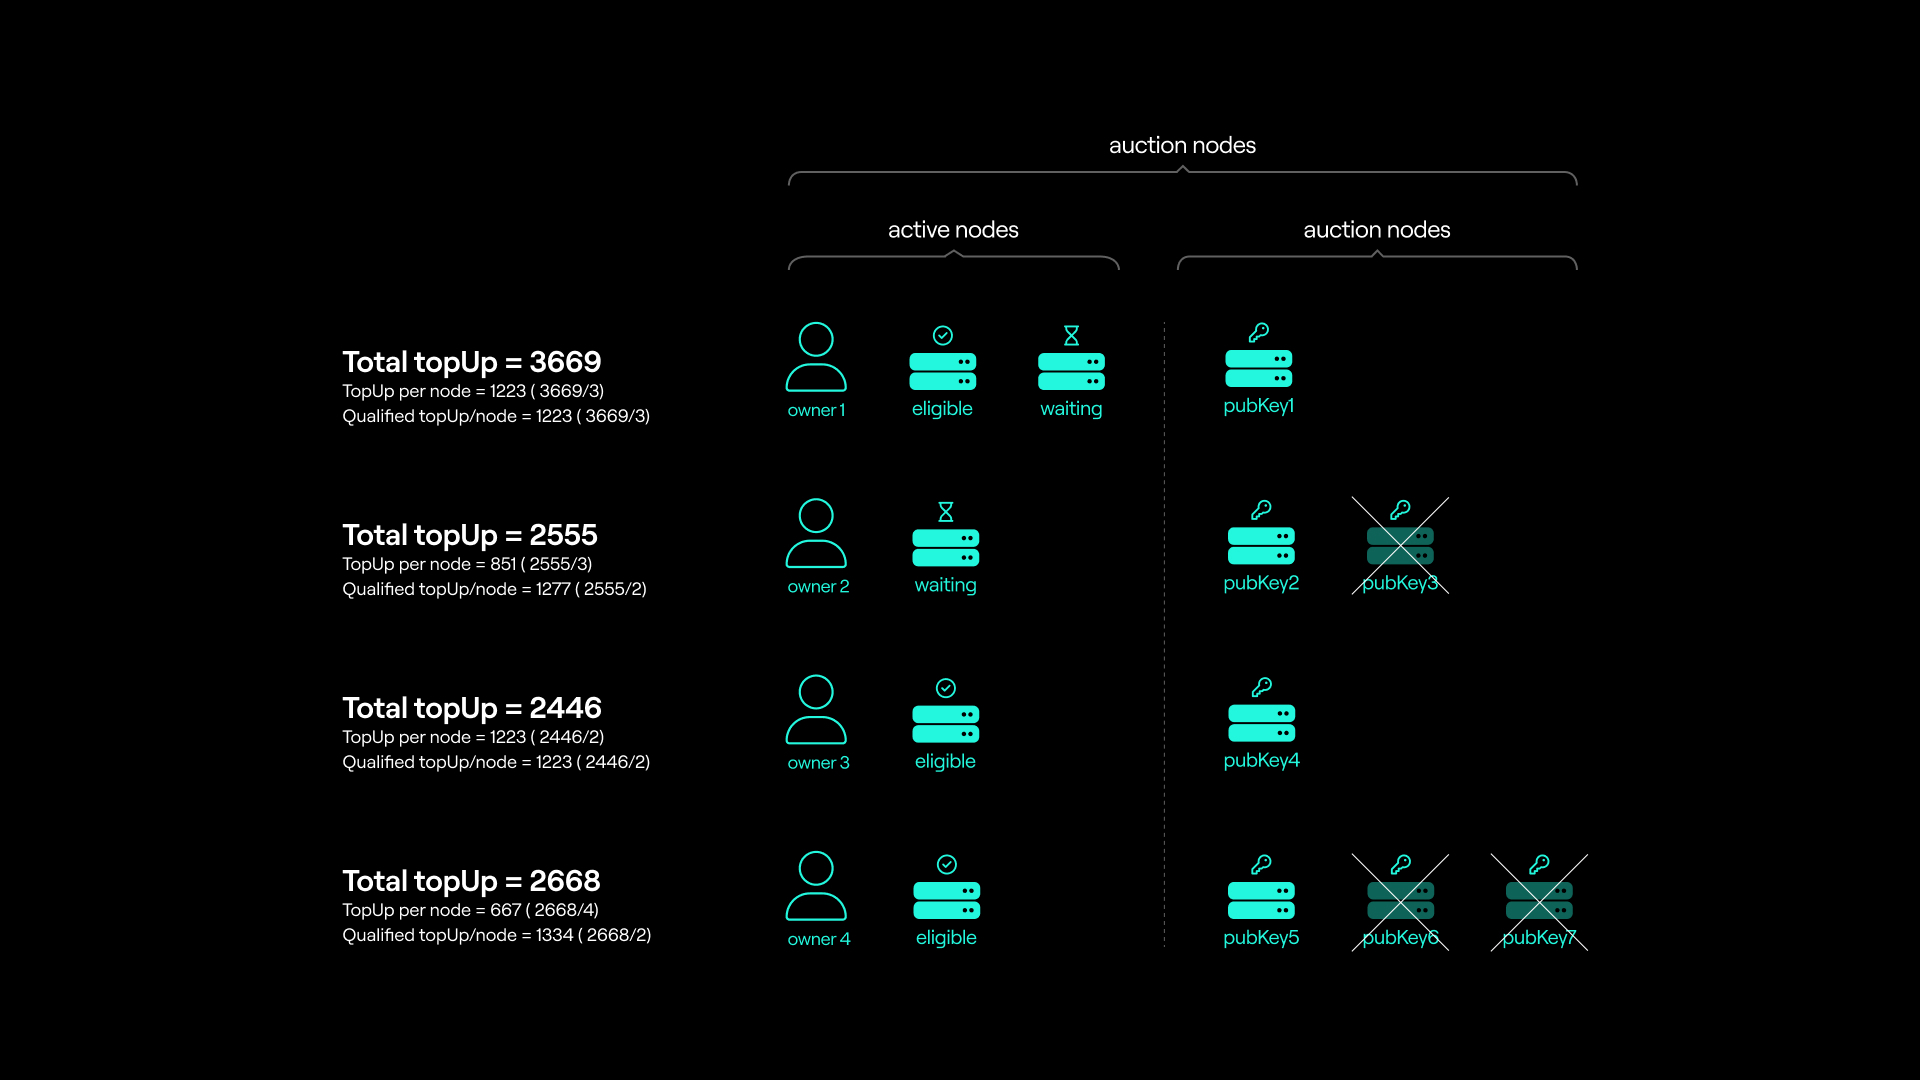 auction nodes
active nodes
auction nodes
Total topUp = 3669
TopUp per node = 1223 ( 3669/3)
Qualified topUp/node = 1223 ( 3669/3)
owner 1
eligible
waiting
pubKey1
Total topUp = 2555
TopUp per node = 851 ( 2555/3)
Qualified topUp/node = 1277 ( 2555/2)
owner 2
waiting
pubKey2
pubKey3
Total topUp = 2446
TopUp per node = 1223 ( 2446/2)
Qualified topUp/node = 1223 ( 2446/2)
owner 3
eligible
pubKey4
Total topUp = 2668
TopUp per node = 667 ( 2668/4)
Qualified topUp/node = 1334 ( 2668/2)
owner 4
eligible
pubKey5
pubKey6
pubKey7